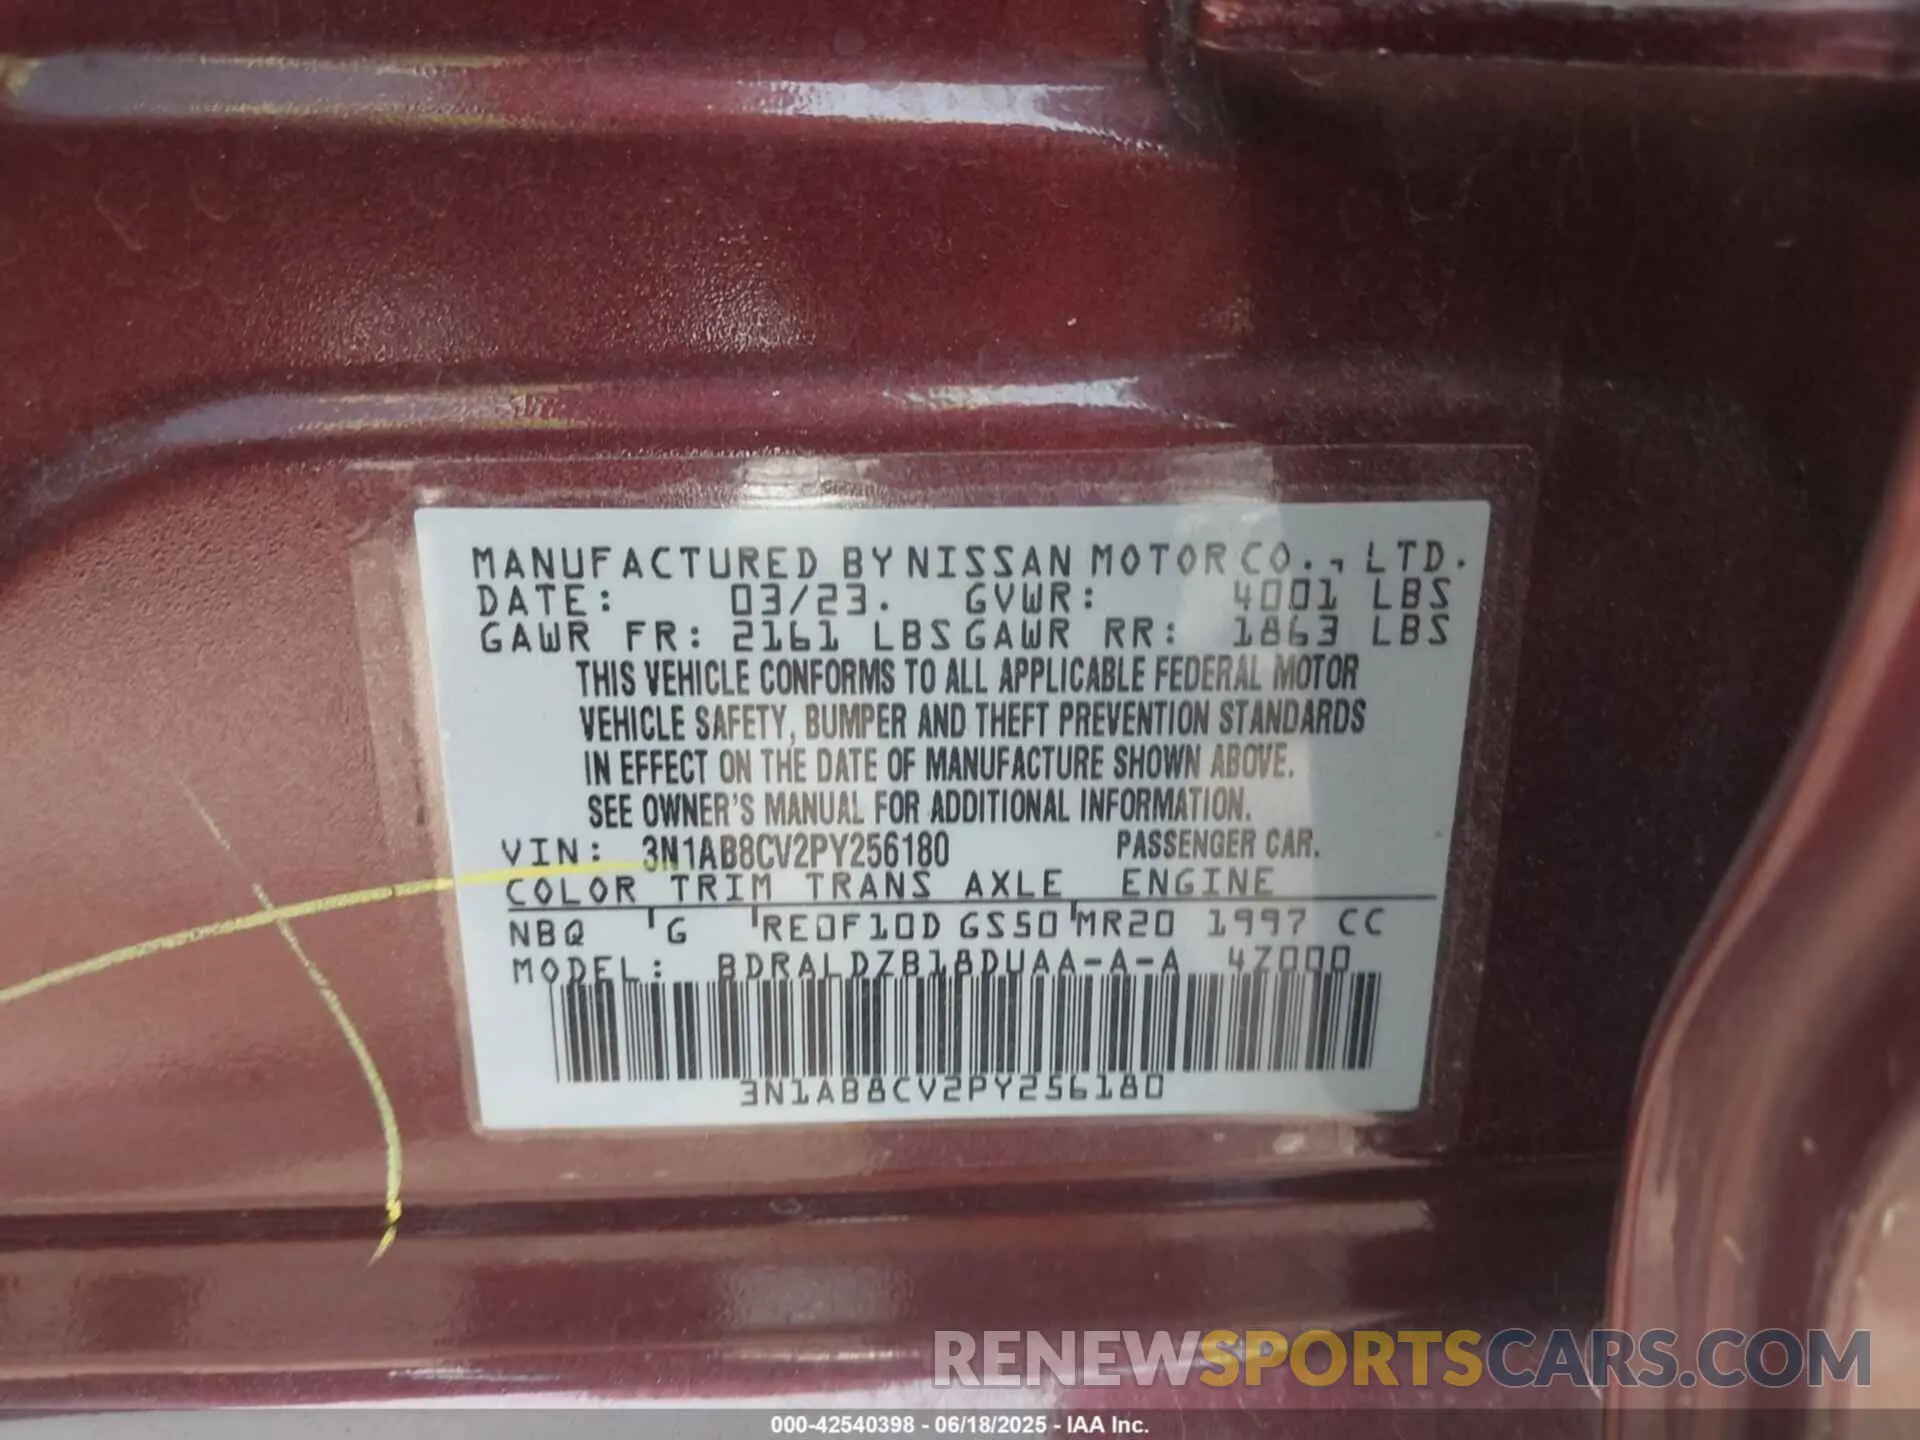 MANUFACTURED BY NISSAN MOTOR CO., LTD.
DATE: 03/23. GVWR: 4001 LBS
GAWR FR: 2161 LBS GAWR RR: 1863 LBS
THIS VEHICLE CONFORMS TO ALL APPLICABLE FEDERAL MOTOR
VEHICLE SAFETY, BUMPER AND THEFT PREVENTION STANDARDS
IN EFFECT ON THE DATE OF MANUFACTURE SHOWN ABOVE.
SEE OWNER'S MANUAL FOR ADDITIONAL INFORMATION.
VIN: 3N1AB8CV2PY256180 PASSENGER CAR.
COLOR TRIM TRANS AXLE ENGINE
NBQ G RE0F10D GS50 MR20 1997 CC
MODEL: BDRALDZB18DUAA-A-A 4Z000
3N1AB8CV2PY256180
RENEWSPORTSCARS.COM
000-42540398 - 06/18/2025 - IAA Inc.